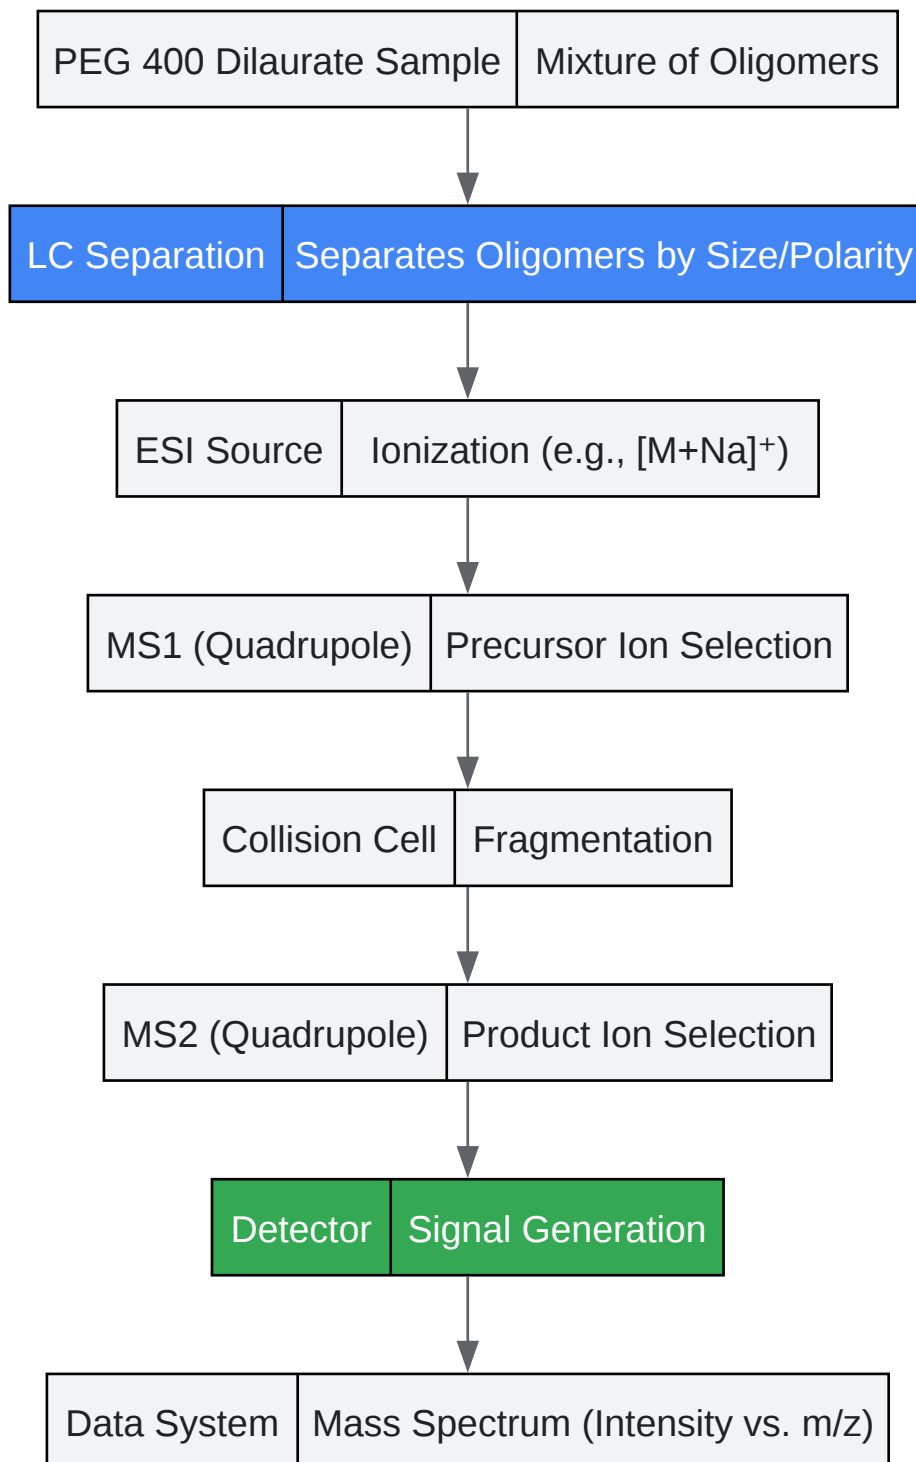 PEG 400 Dilaurate Sample Mixture of Oligomers
LC Separation Separates Oligomers by Size/Polarity
ESI Source Ionization (e.g., [M+Na]⁺)
MS1 (Quadrupole) Precursor Ion Selection
Collision Cell Fragmentation
MS2 (Quadrupole) Product Ion Selection
Detector Signal Generation
Data System Mass Spectrum (Intensity vs. m/z)